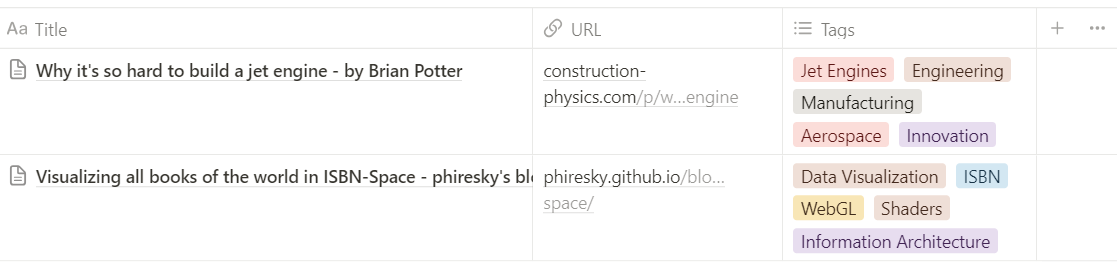 Aa Title URL Tags
Why it's so hard to build a jet engine - by Brian Potter
construction-
physics.com/p/w...engine
Jet Engines Engineering
Manufacturing
Aerospace Innovation
Visualizing all books of the world in ISBN-Space - phiresky's blo
phiresky.github.io/blo...
space/
Data Visualization ISBN
WebGL Shaders
Information Architecture